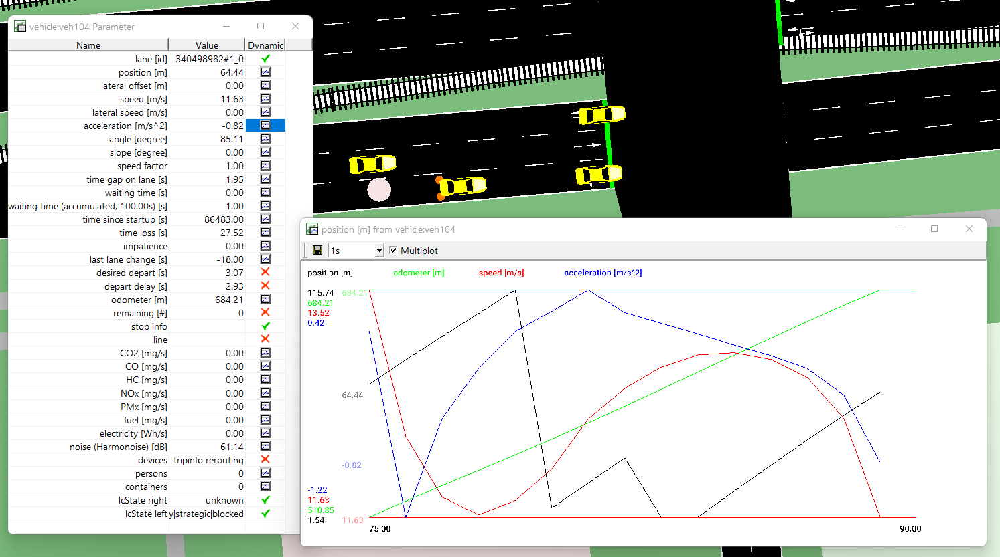 vehicle:veh104 Parameter
Name Value Dynamic
lane [id] 340498982#1_0
position [m] 64.44
lateral offset [m] 0.00
speed [m/s] 11.63
lateral speed [m/s] 0.00
acceleration [m/s^2] -0.82
angle [degree] 85.11
slope [degree] 0.00
speed factor 1.00
time gap on lane [s] 1.95
waiting time [s] 0.00
waiting time (accumulated, 100.00s) [s] 1.00
time since startup [s] 86483.00
time loss [s] 27.52
impatience 0.00
last lane change [s] -18.00
desired depart [s] 3.07
depart delay [s] 2.93
odometer [m] 684.21
remaining [#] 0
stop info
line
CO2 [mg/s] 0.00
CO [mg/s] 0.00
HC [mg/s] 0.00
NOx [mg/s] 0.00
PMx [mg/s] 0.00
fuel [mg/s] 0.00
electricity [Wh/s] 0.00
noise (Harmonoise) [dB] 61.14
devices tripinfo rerouting
persons 0
containers 0
lcState right unknown
lcState left y|strategic|blocked
position [m] from vehicle:veh104
1s Multiplot
position [m] odometer [m] speed [m/s] acceleration [m/s^2]
115.74 684.21
684.21
13.52
0.42
64.44
-0.82
-1.22
11.63
510.85
1.54 11.63
75.00 90.00